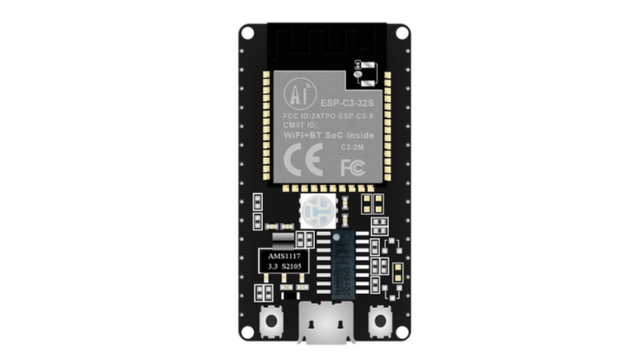 Ai
ESP-C3-32S
FCC ID:2ATPO-ESP-C3-X
CMIIT ID:
WiFi+BT SoC Inside
C3-2M
CE FC
AMS1117
3.3 S2105